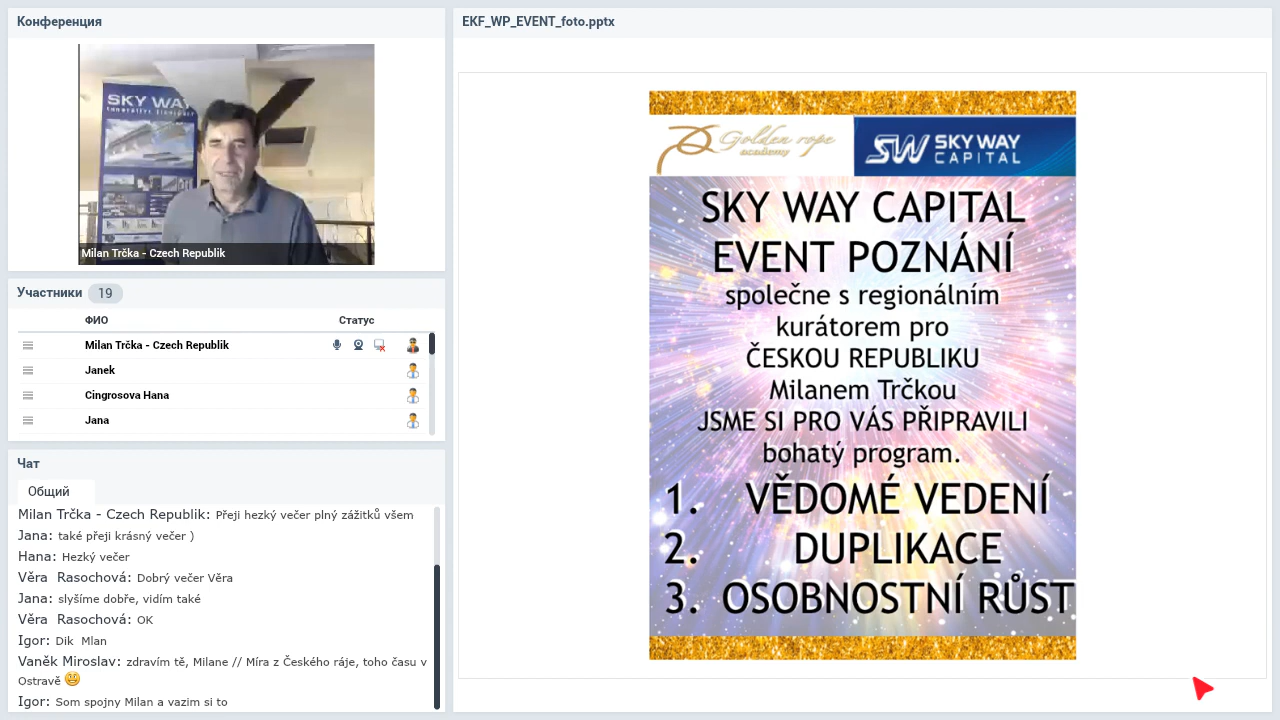 Конференция
SKY WAY
Milan Trčka - Czech Republik
Участники 19
ФИО Статус
Milan Trčka - Czech Republik
Janek
Cingrosova Hana
Jana
Чат
Общий
Milan Trčka - Czech Republik: Přeji hezký večer plný zážitků všem
Jana: také přeji krásný večer )
Hana: Hezký večer
Věra Rasochová: Dobrý večer Věra
Jana: slyšíme dobře, vidím také
Věra Rasochová: OK
Igor: Dik Mlan
Vaněk Miroslav: zdravím tě, Milane // Míra z Českého ráje, toho času v
Ostravě
Igor: Som spojny Milan a vazim si to
EKF_WP_EVENT_foto.pptx
Golden rope
academy
SW SKY WAY
CAPITAL
SKY WAY CAPITAL
EVENT POZNÁNÍ
společne s regionálním
kurátorem pro
ČESKOU REPUBLIKU
Milanem Trčkou
JSME SI PRO VÁS PŘIPRAVILI
bohatý program.
1. VĚDOMÉ VEDENÍ
2. DUPLIKACE
3. OSOBNOSTNÍ RŮST